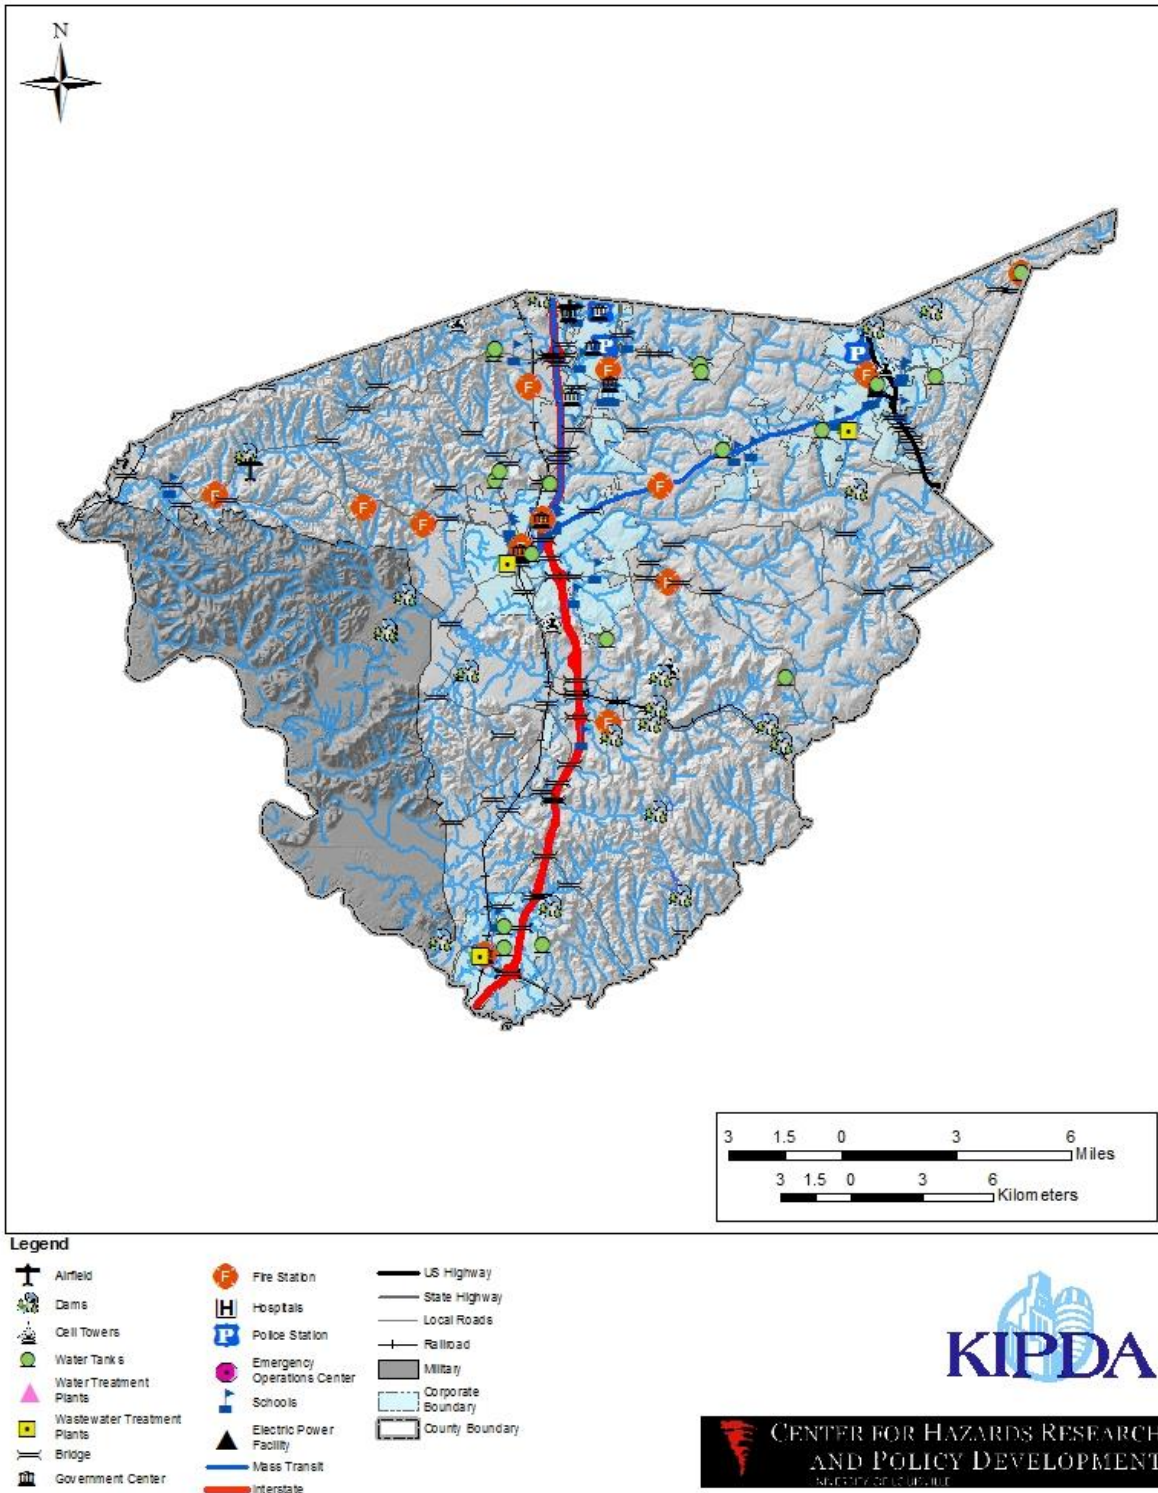 N
F
P
F
F
P
F
F
F
F
F
F
F
3 1.5 0 3 6
Miles
3 1.5 0 3 6
Kilometers
Legend
Airfield
Dams
Cell Towers
Water Tanks
Water Treatment
Plants
Wastewater Treatment
Plants
Bridge
Government Center
F Fire Station
H Hospitals
P Police Station
Emergency
Operations Center
Schools
Electric Power
Facility
Mass Transit
Interstate
US Highway
State Highway
Local Roads
Railroad
Military
Corporate
Boundary
County Boundary
KIPDA
CENTER FOR HAZARDS RESEARCH
AND POLICY DEVELOPMENT
UNIVERSITY OF LOUISVILLE